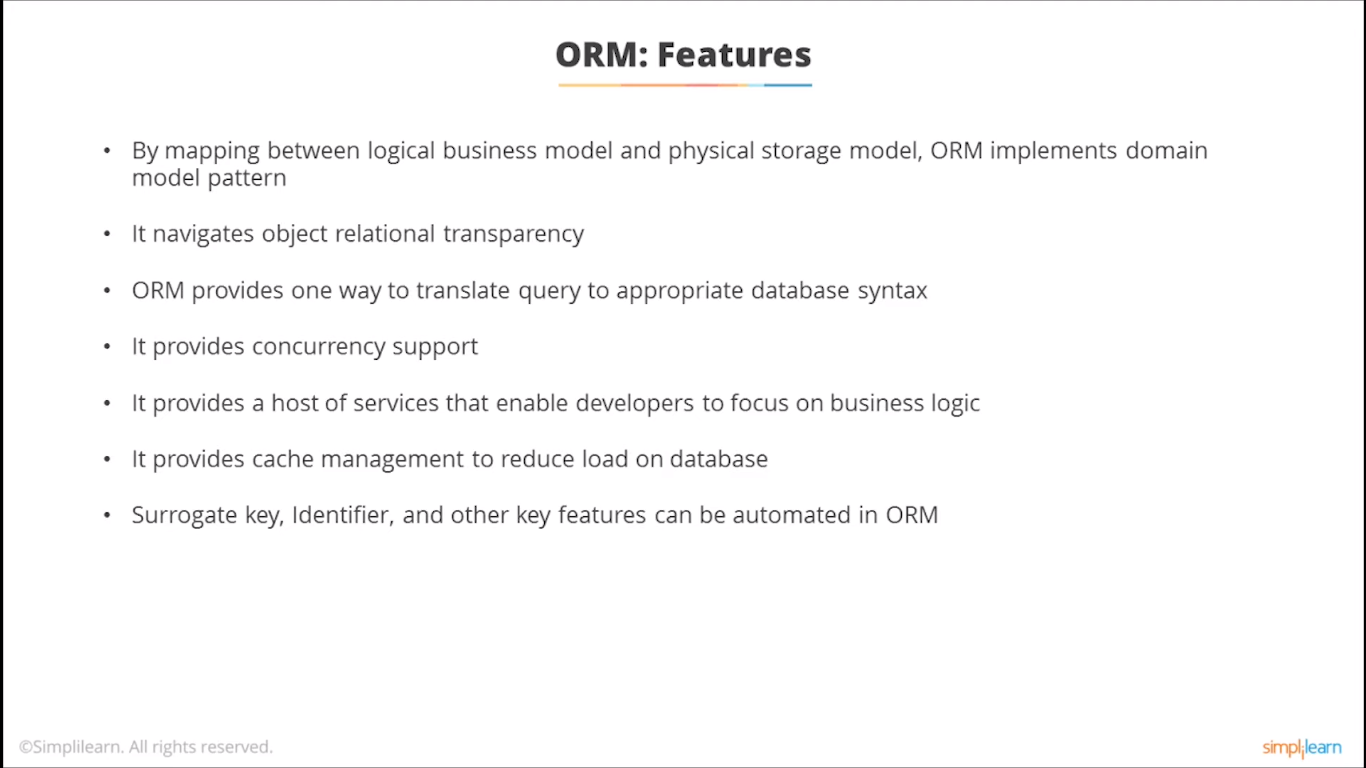 ORM: Features
• By mapping between logical business model and physical storage model, ORM implements domain
model pattern
• It navigates object relational transparency
• ORM provides one way to translate query to appropriate database syntax
• It provides concurrency support
• It provides a host of services that enable developers to focus on business logic
• It provides cache management to reduce load on database
• Surrogate key, Identifier, and other key features can be automated in ORM
©Simplilearn. All rights reserved.
simplilearn